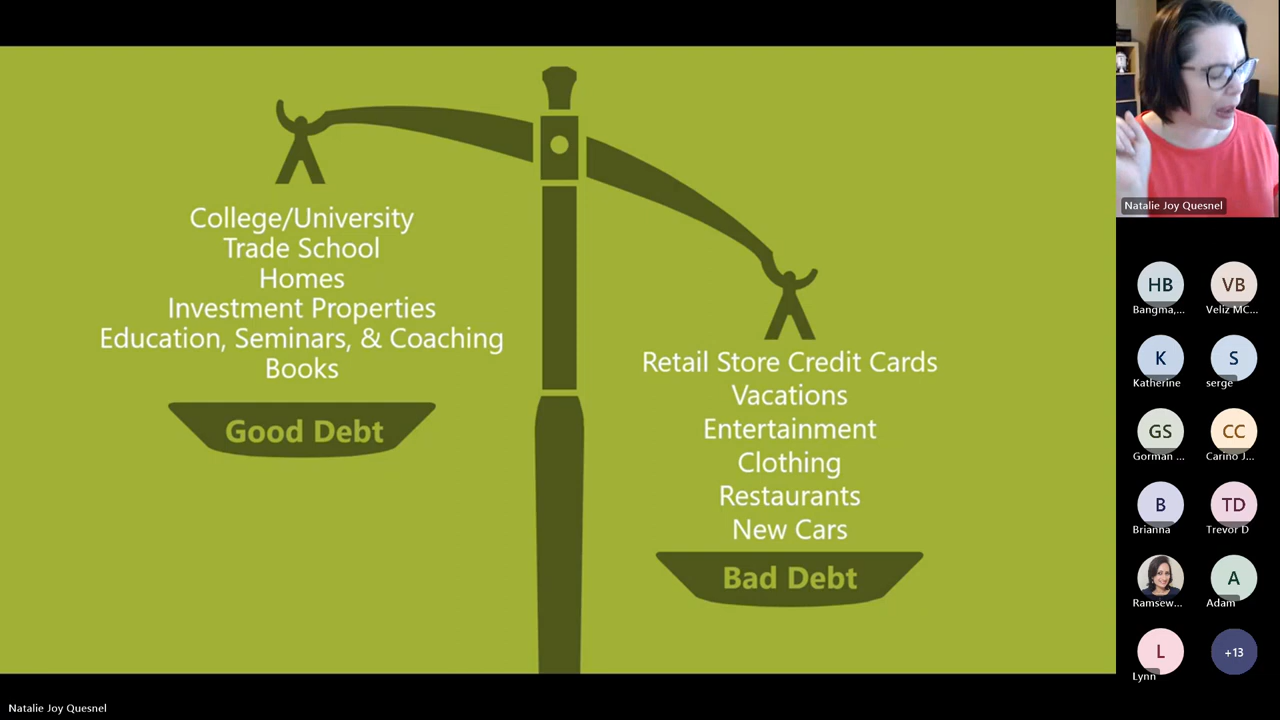 College/University
Trade School
Homes
Investment Properties
Education, Seminars, & Coaching
Books
Good Debt
Retail Store Credit Cards
Vacations
Entertainment
Clothing
Restaurants
New Cars
Bad Debt
Natalie Joy Quesnel
HB
VB
Bangma,...
Veliz MC...
K
S
Katherine
serge
GS
CC
Gorman ...
Carino J...
B
TD
Brianna
Trevor D
A
Ramsew...
Adam
L
+13
Lynn
Natalie Joy Quesnel